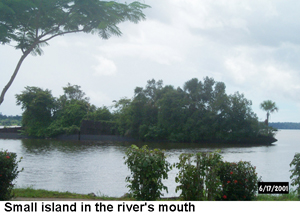 6/17/2001
Small island in the river's mouth